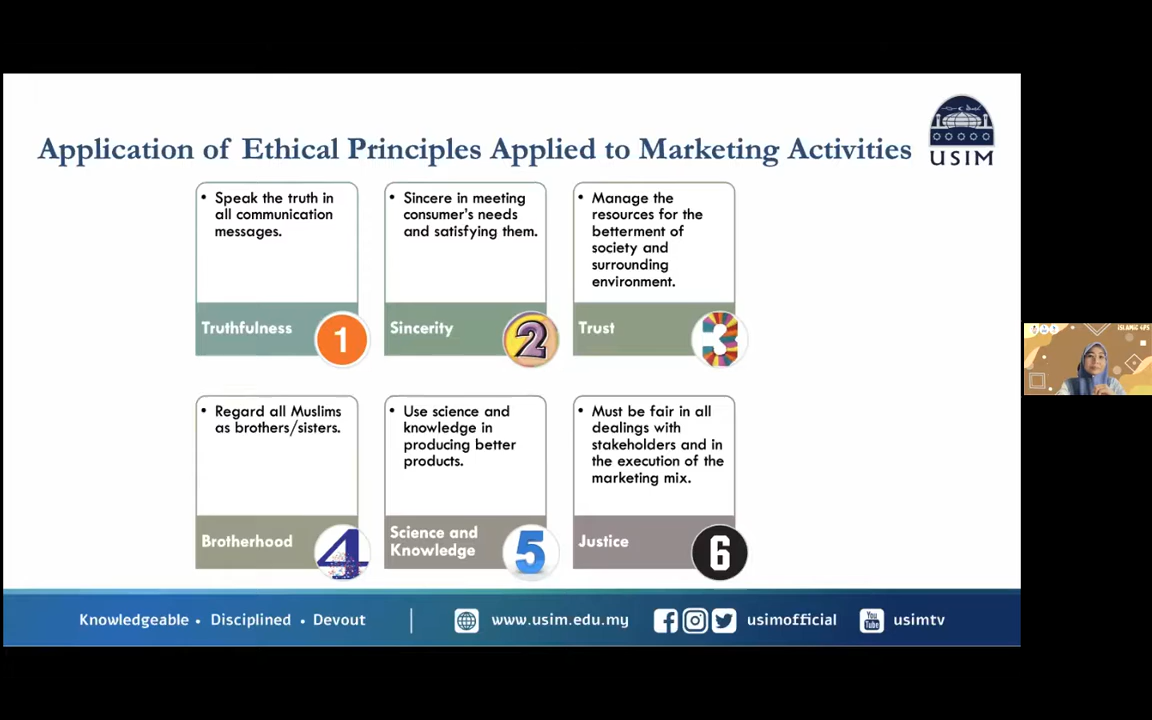 Application of Ethical Principles Applied to Marketing Activities
USIM
• Speak the truth in
all communication
messages.
Truthfulness
1
• Sincere in meeting
consumer's needs
and satisfying them.
Sincerity
2
• Manage the
resources for the
betterment of
society and
surrounding
environment.
Trust
3
• Regard all Muslims
as brothers/sisters.
Brotherhood
4
• Use science and
knowledge in
producing better
products.
Science and
Knowledge
5
• Must be fair in all
dealings with
stakeholders and in
the execution of the
marketing mix.
Justice
6
ISLAMIC 4PS
Knowledgeable • Disciplined • Devout
www.usim.edu.my
usimofficial
You
Tube
usimtv